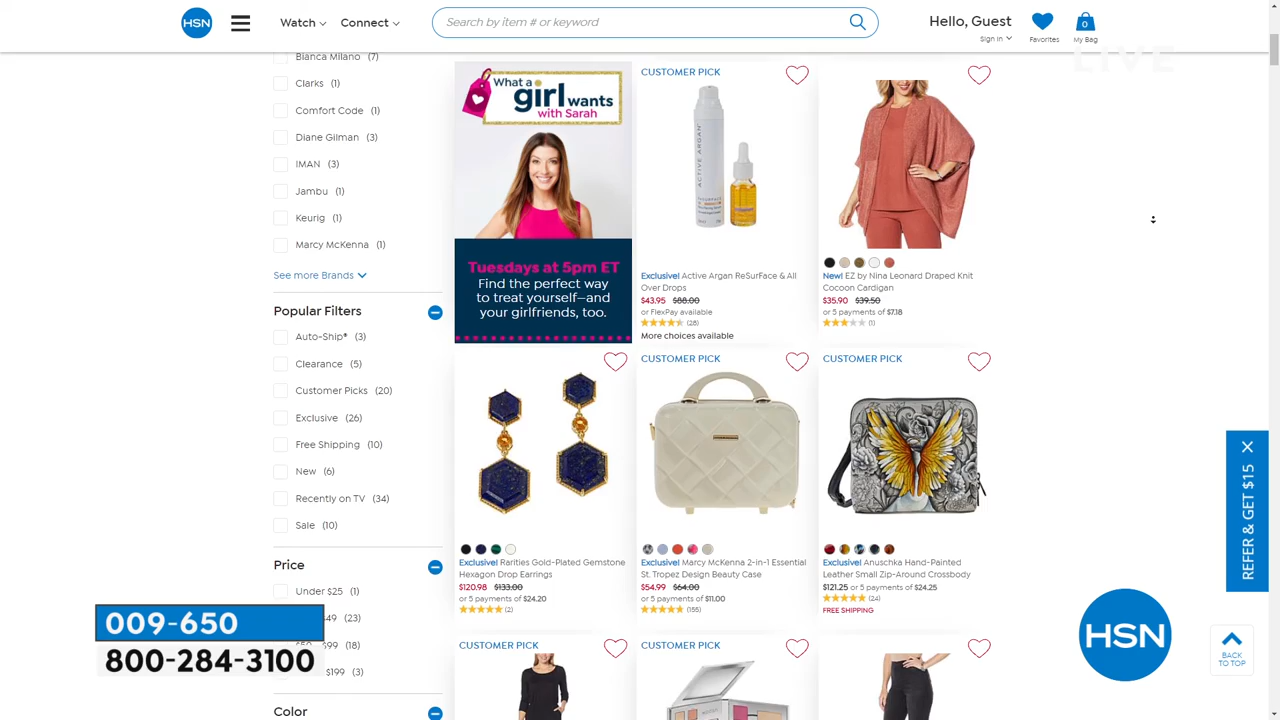 HSN
Watch
Connect
Search by item # or keyword
Hello, Guest
Sign In
Favorites
0
My Bag
LIVE
Bianca Milano (7)
Clarks (1)
Comfort Code (1)
Diane Gilman (3)
IMAN (3)
Jambu (1)
Keurig (1)
Marcy McKenna (1)
See more Brands
Popular Filters
Auto-Ship® (3)
Clearance (5)
Customer Picks (20)
Exclusive (26)
Free Shipping (10)
New (6)
Recently on TV (34)
Sale (10)
Price
Under $25 (1)
49 (23)
99 (18)
$199 (3)
Color
What a
girl wants
with Sarah
Tuesdays at 5pm ET
Find the perfect way
to treat yourself—and
your girlfriends, too.
CUSTOMER PICK
ACTIVE ARGAN
Exclusive! Active Argan ReSurFace & All
Over Drops
$43.95 $88.00
or FlexPay available
(28)
More choices available
New! EZ by Nina Leonard Draped Knit
Cocoon Cardigan
$35.90 $39.50
or 5 payments of $7.18
(1)
Exclusive! Rarities Gold-Plated Gemstone
Hexagon Drop Earrings
$120.98 $133.00
or 5 payments of $24.20
(2)
CUSTOMER PICK
Exclusive! Marcy McKenna 2-in-1 Essential
St. Tropez Design Beauty Case
$54.99 $64.00
or 5 payments of $11.00
(155)
CUSTOMER PICK
Exclusive! Anuschka Hand-Painted
Leather Small Zip-Around Crossbody
$121.25 or 5 payments of $24.25
(24)
FREE SHIPPING
CUSTOMER PICK
CUSTOMER PICK
REFER & GET $15
009-650
800-284-3100
HSN
BACK
TO TOP